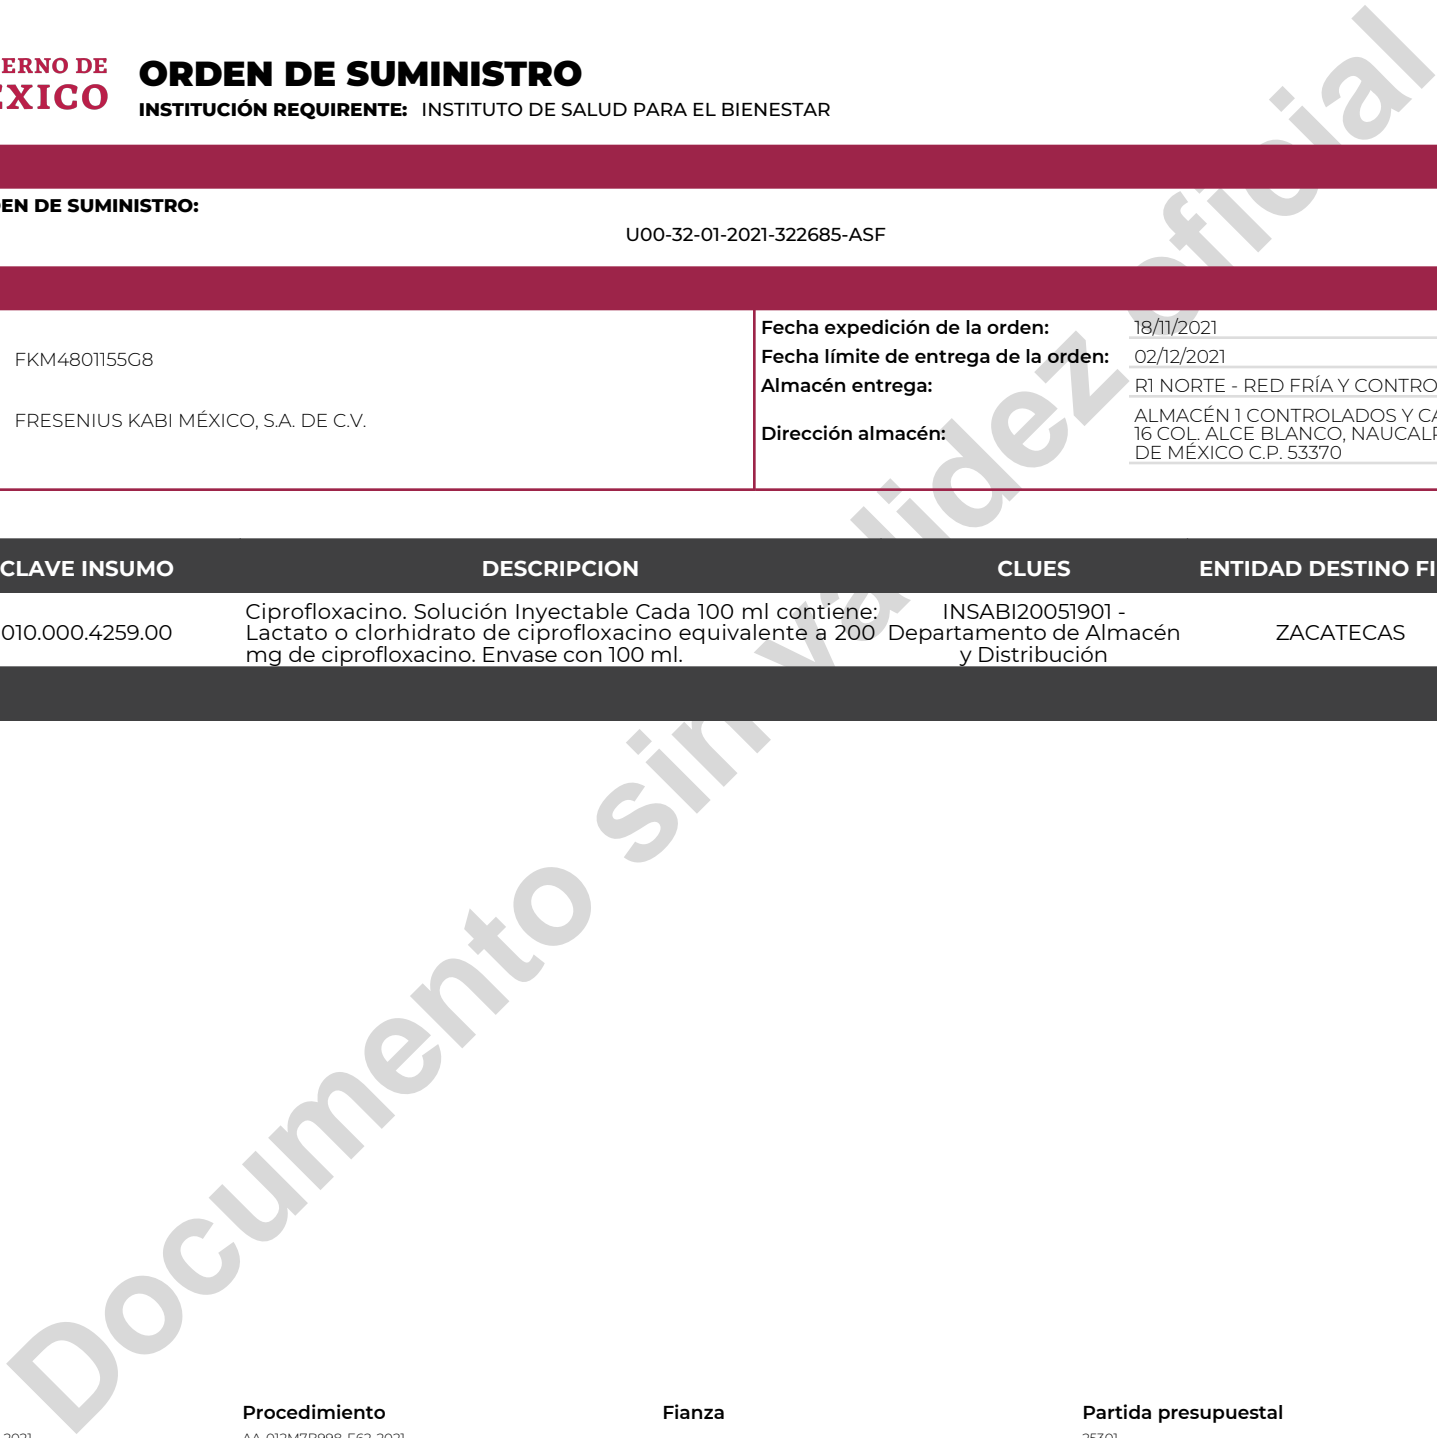 ERNO DE
ÉXICO
ORDEN DE SUMINISTRO
INSTITUCIÓN REQUIRENTE: INSTITUTO DE SALUD PARA EL BIENESTAR
EN DE SUMINISTRO:
U00-32-01-2021-322685-ASF
FKM4801155G8
FRESENIUS KABI MÉXICO, S.A. DE C.V.
Fecha expedición de la orden: 18/11/2021
Fecha límite de entrega de la orden: 02/12/2021
Almacén entrega: R1 NORTE - RED FRÍA Y CONTRO
Dirección almacén: ALMACÉN 1 CONTROLADOS Y CA
16 COL. ALCE BLANCO, NAUCALP
DE MÉXICO C.P. 53370
CLAVE INSUMO DESCRIPCION CLUES ENTIDAD DESTINO FI
010.000.4259.00
Ciprofloxacino. Solución Inyectable Cada 100 ml contiene:
Lactato o clorhidrato de ciprofloxacino equivalente a 200
mg de ciprofloxacino. Envase con 100 ml.
INSABI20051901 -
Departamento de Almacén
y Distribución
ZACATECAS
Documento sin validez oficial
Procedimiento Fianza Partida presupuestal